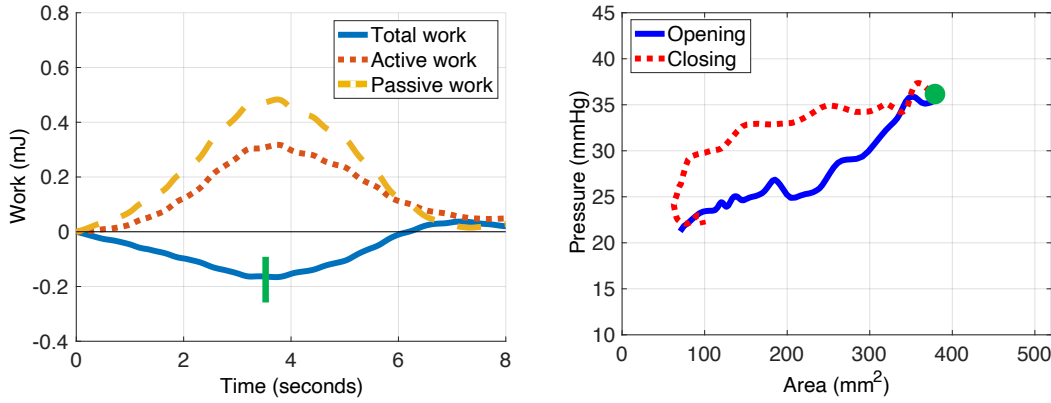 0.8
0.6
0.4
0.2
0
-0.2
-0.4
Work (mJ)
Total work
Active work
Passive work
0 2 4 6 8
Time (seconds)
45
40
35
30
25
20
15
10
Pressure (mmHg)
Opening
Closing
0 100 200 300 400 500
Area (mm²)